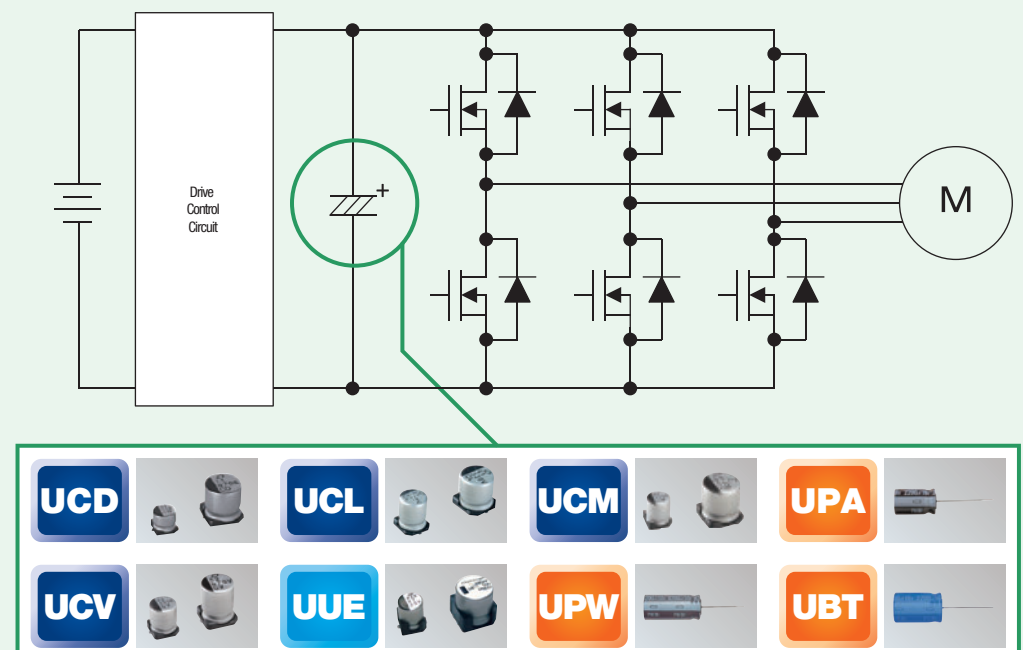 Drive
Control
Circuit
+
M
UCD
UCL
UCM
UPA
UCV
UUE
UPW
UBT